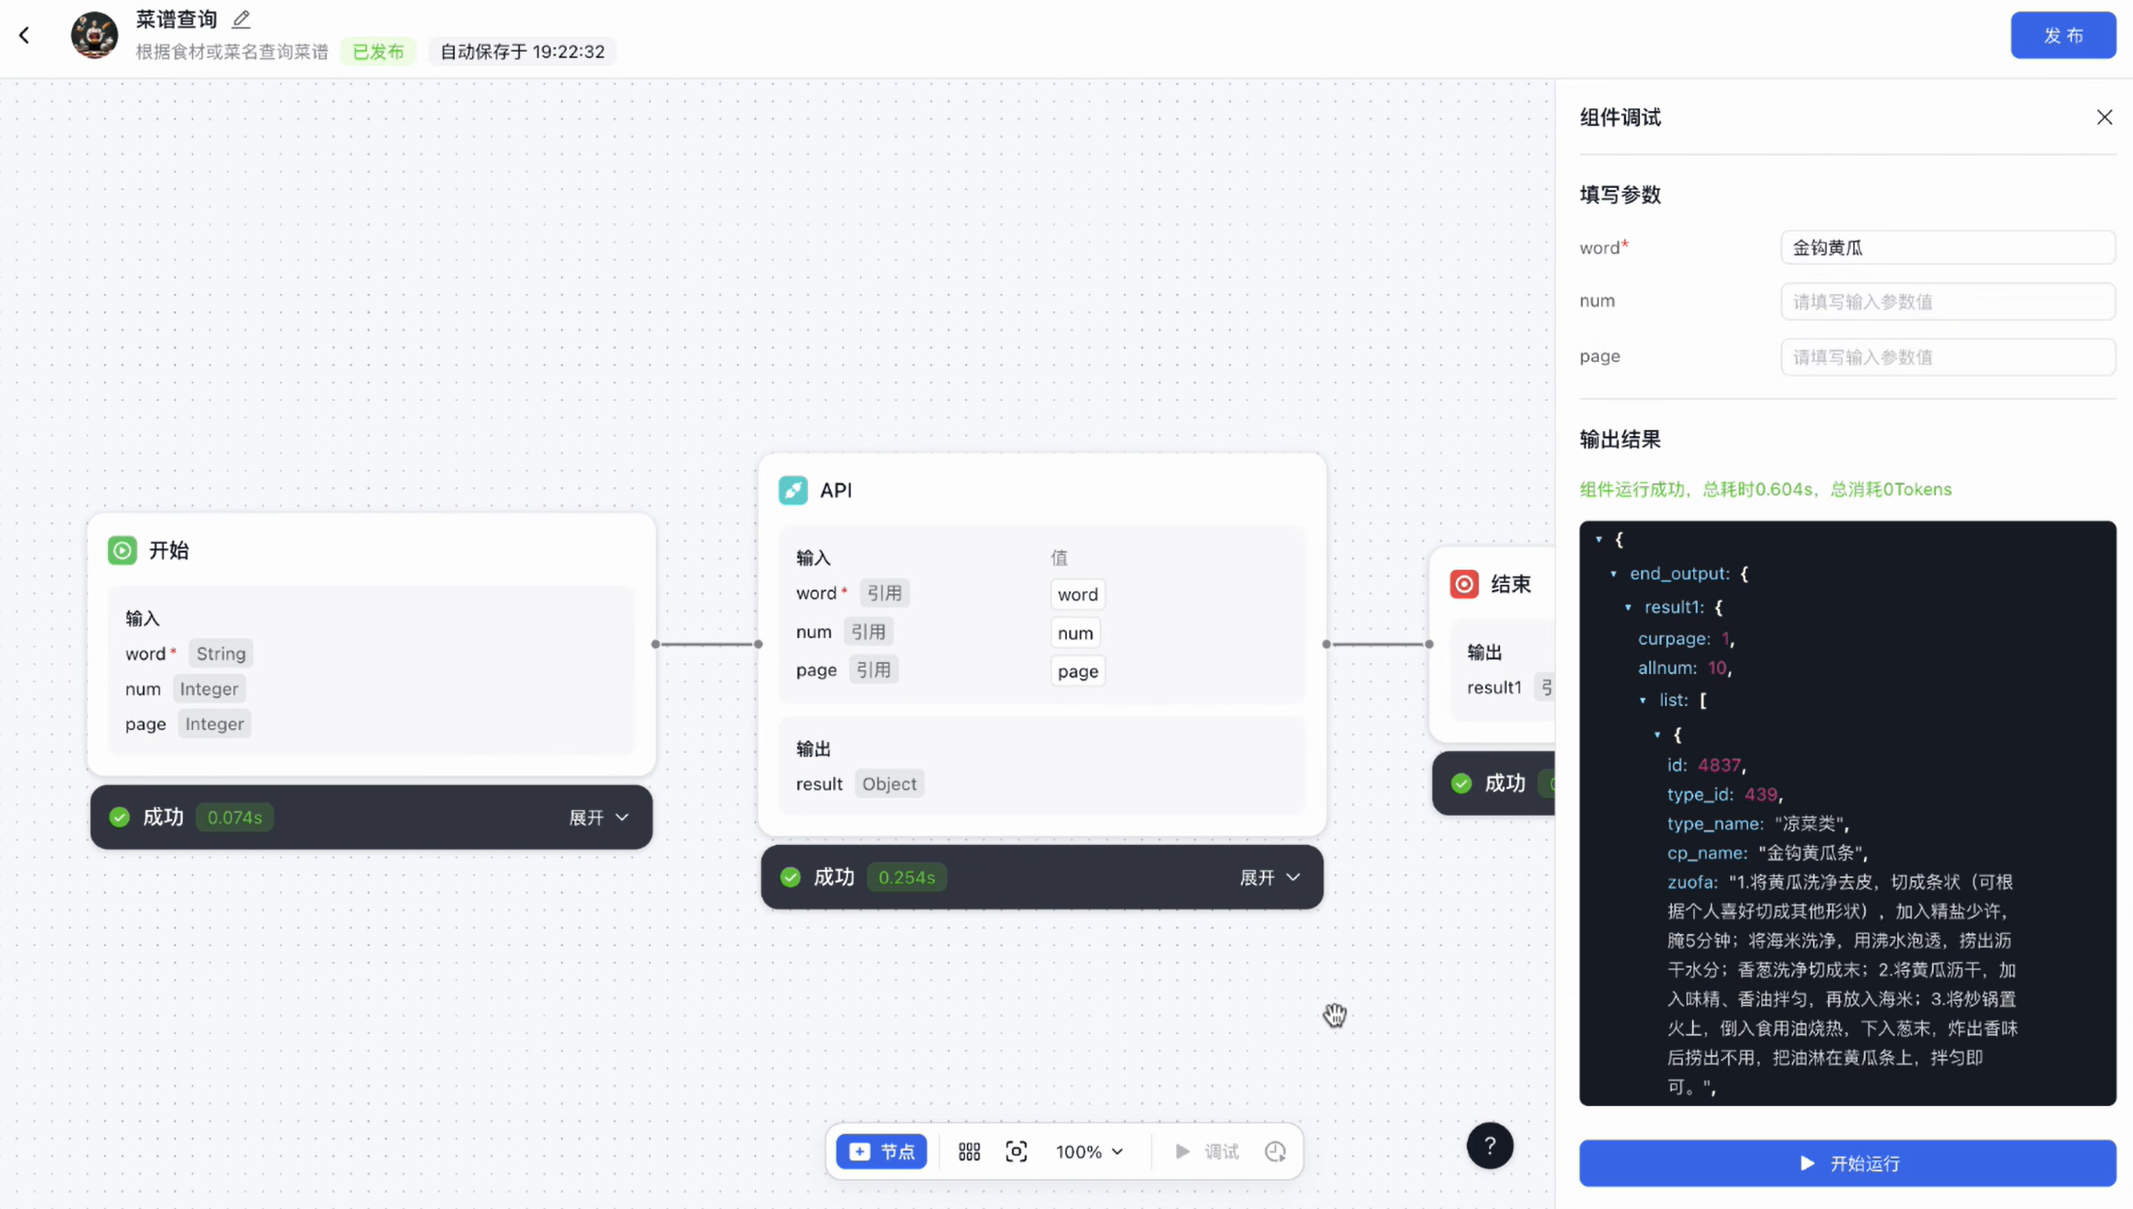 菜谱查询
根据食材或菜名查询菜谱 已发布 自动保存于 19:22:32
发 布
开始
输入
word* String
num Integer
page Integer
成功 0.074s 展开
API
输入 值
word* 引用 word
num 引用 num
page 引用 page
输出
result Object
成功 0.254s 展开
结束
输出
result1
成功
节点 100% 调试
?
组件调试
填写参数
word* 金钩黄瓜
num 请填写输入参数值
page 请填写输入参数值
输出结果
组件运行成功，总耗时0.604s，总消耗0Tokens
{
end_output: {
result1: {
curpage: 1,
allnum: 10,
list: [
{
id: 4837,
type_id: 439,
type_name: "凉菜类",
cp_name: "金钩黄瓜条",
zuofa: "1.将黄瓜洗净去皮，切成条状（可根
据个人喜好切成其他形状），加入精盐少许，
腌5分钟；将海米洗净，用沸水泡透，捞出沥
干水分；香葱洗净切成末；2.将黄瓜沥干，加
入味精、香油拌匀，再放入海米；3.将炒锅置
火上，倒入食用油烧热，下入葱末，炸出香味
后捞出不用，把油淋在黄瓜条上，拌匀即
可。",
开始运行